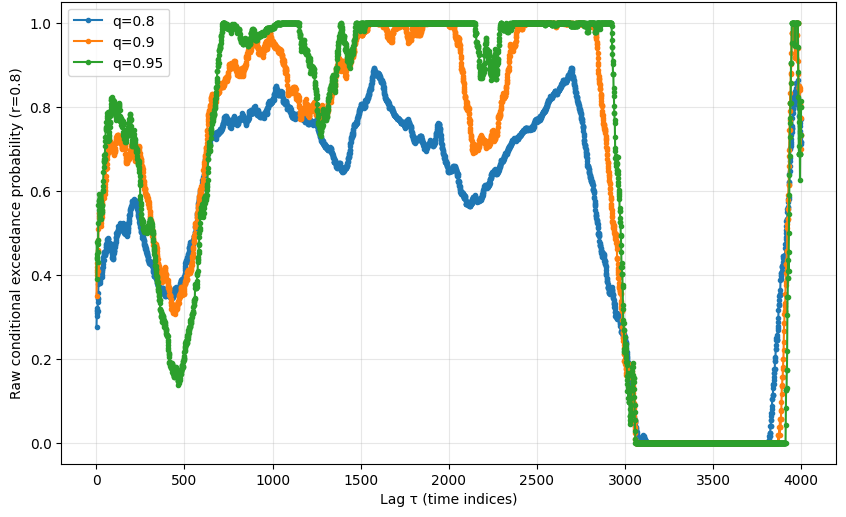 q=0.8
q=0.9
q=0.95
Raw conditional exceedance probability (r=0.8)
1.0
0.8
0.6
0.4
0.2
0.0
0 500 1000 1500 2000 2500 3000 3500 4000
Lag τ (time indices)